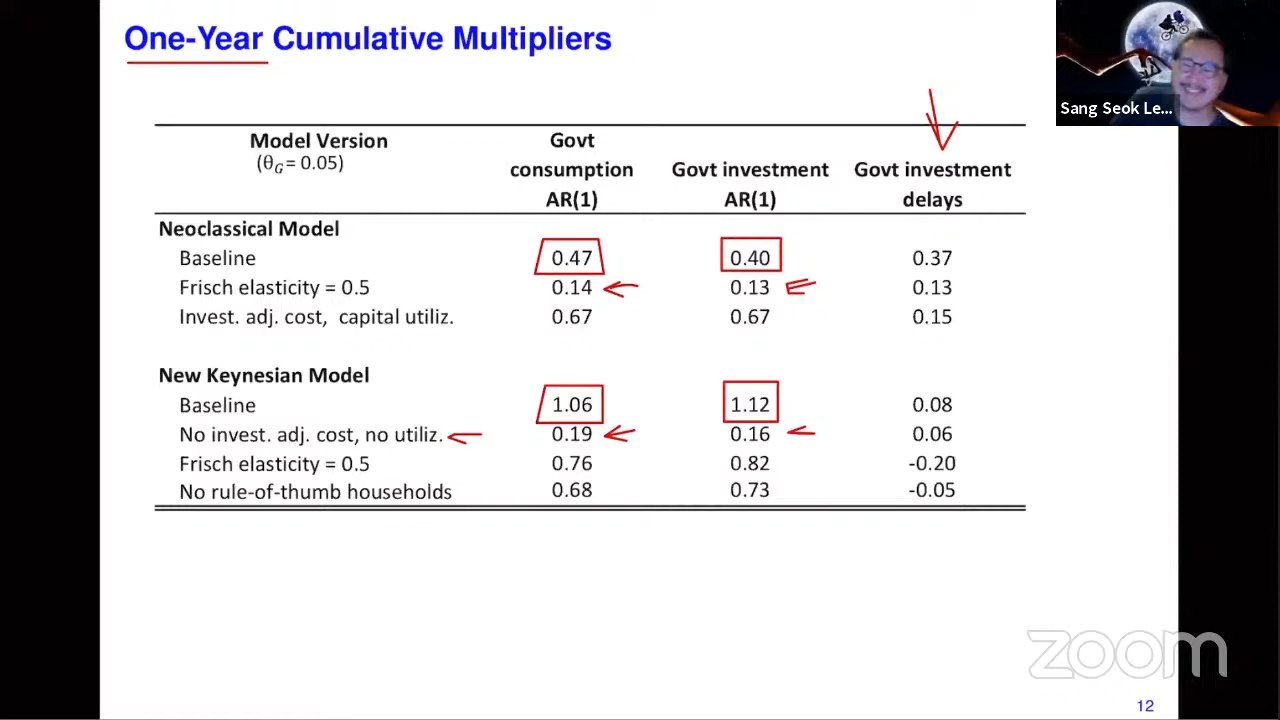 One-Year Cumulative Multipliers
Sang Seok Le...
Model Version
(θG = 0.05)
Govt
consumption
AR(1)
Govt investment
AR(1)
Govt investment
delays
Neoclassical Model
Baseline 0.47 0.40 0.37
Frisch elasticity = 0.5 0.14 0.13 0.13
Invest. adj. cost, capital utiliz. 0.67 0.67 0.15
New Keynesian Model
Baseline 1.06 1.12 0.08
No invest. adj. cost, no utiliz. 0.19 0.16 0.06
Frisch elasticity = 0.5 0.76 0.82 -0.20
No rule-of-thumb households 0.68 0.73 -0.05
zoom
12